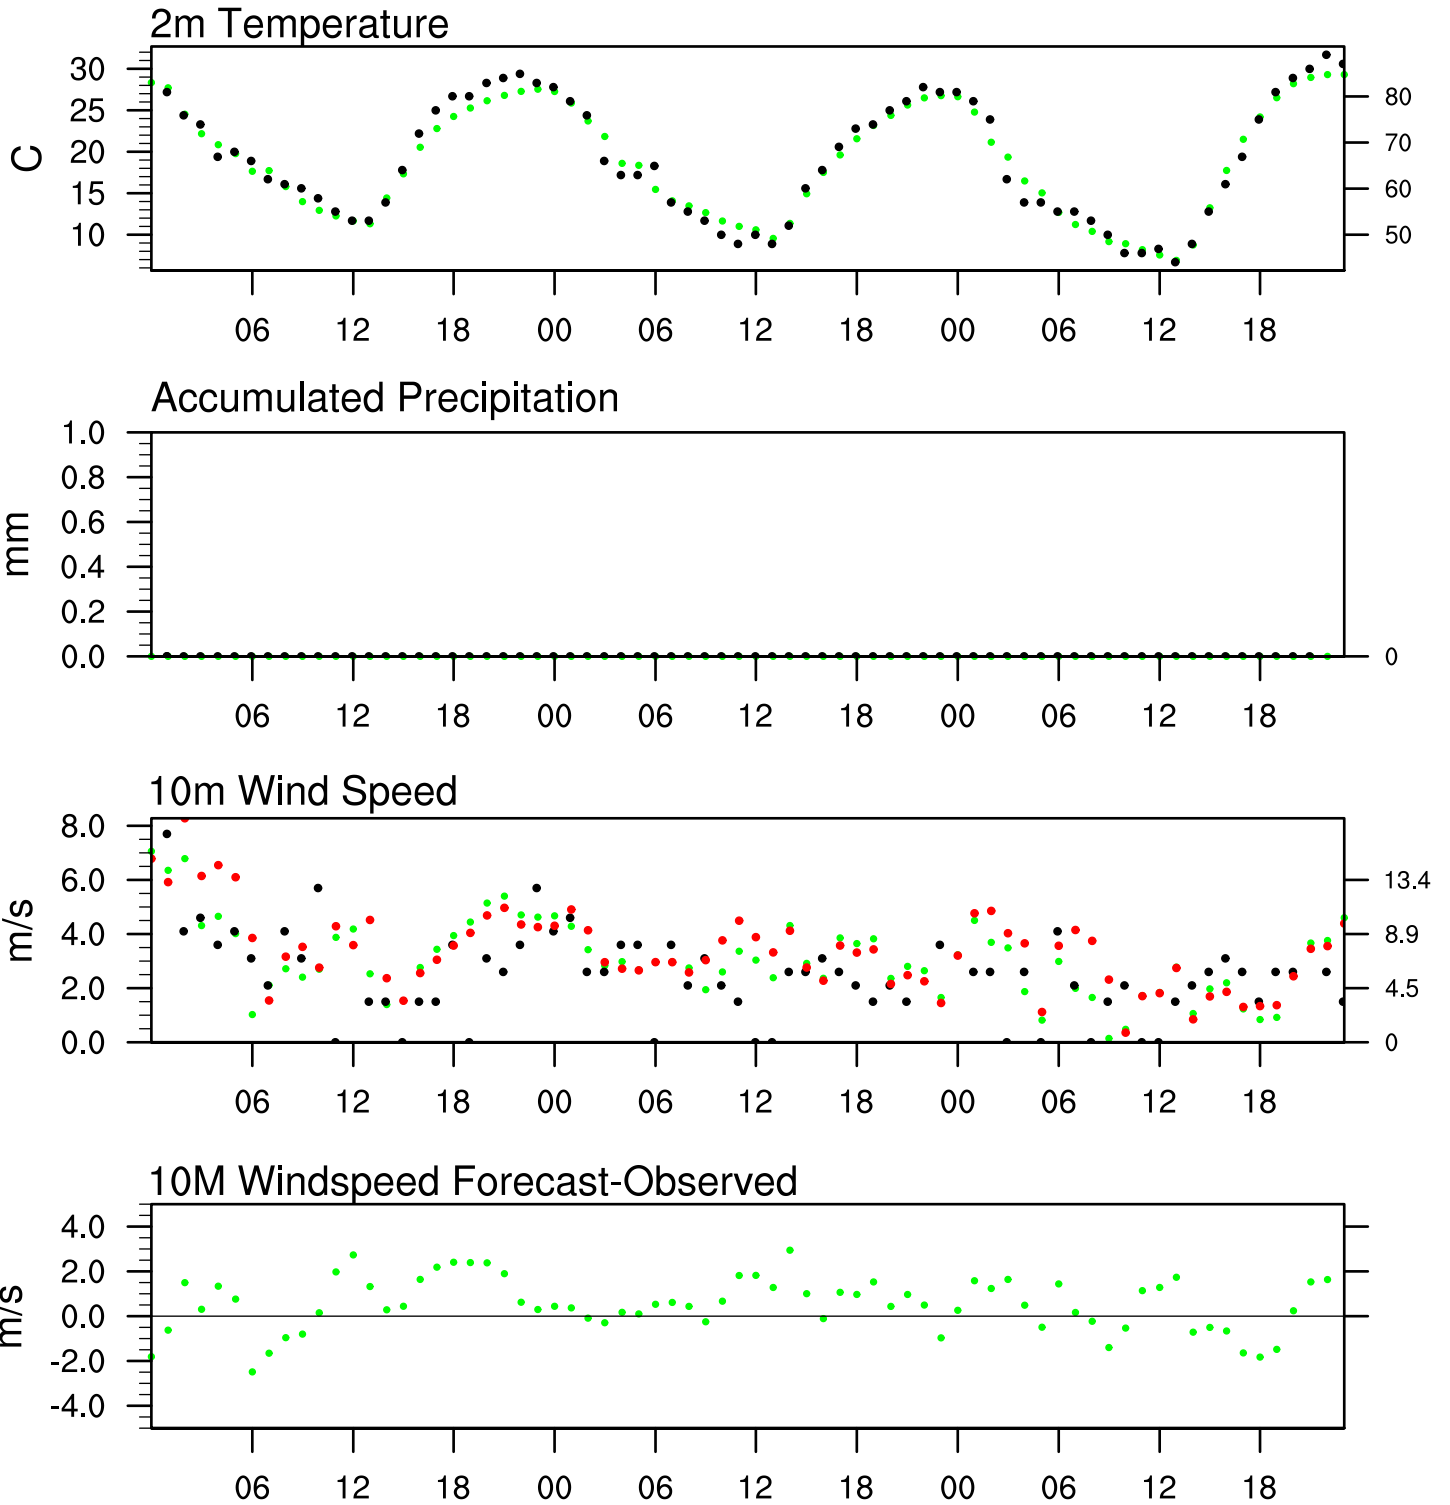 2m Temperature
30
25
80
C
20
70
15
60
10
50
06 12 18 00 06 12 18 00 06 12 18
Accumulated Precipitation
1.0
0.8
0.6
mm
0.4
0.2
0.0
0
06 12 18 00 06 12 18 00 06 12 18
10m Wind Speed
8.0
6.0
13.4
m/s
4.0
8.9
2.0
4.5
0.0
0
06 12 18 00 06 12 18 00 06 12 18
10M Windspeed Forecast-Observed
4.0
2.0
m/s
0.0
-2.0
-4.0
06 12 18 00 06 12 18 00 06 12 18